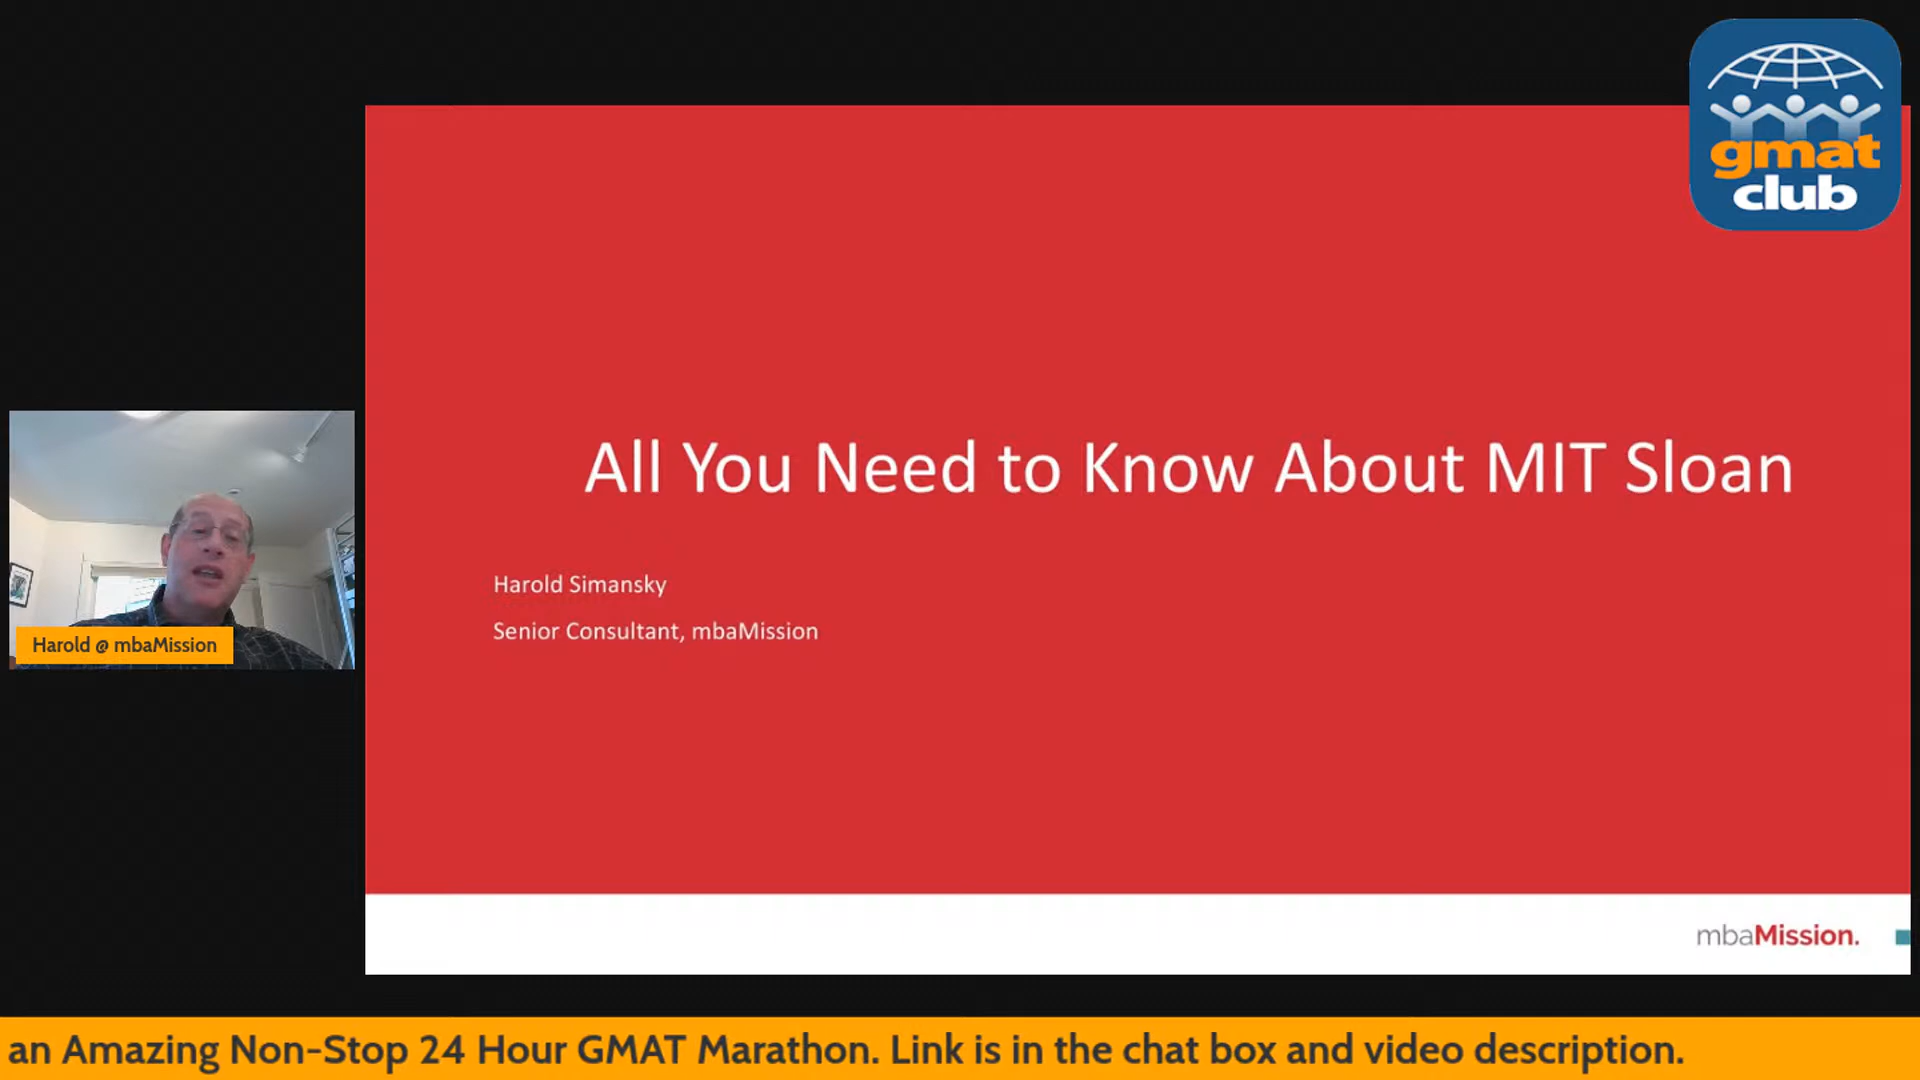 gmat
club
All You Need to Know About MIT Sloan
Harold Simansky
Senior Consultant, mbaMission
Harold @ mbaMission
mbaMission.
an Amazing Non-Stop 24 Hour GMAT Marathon. Link is in the chat box and video description.